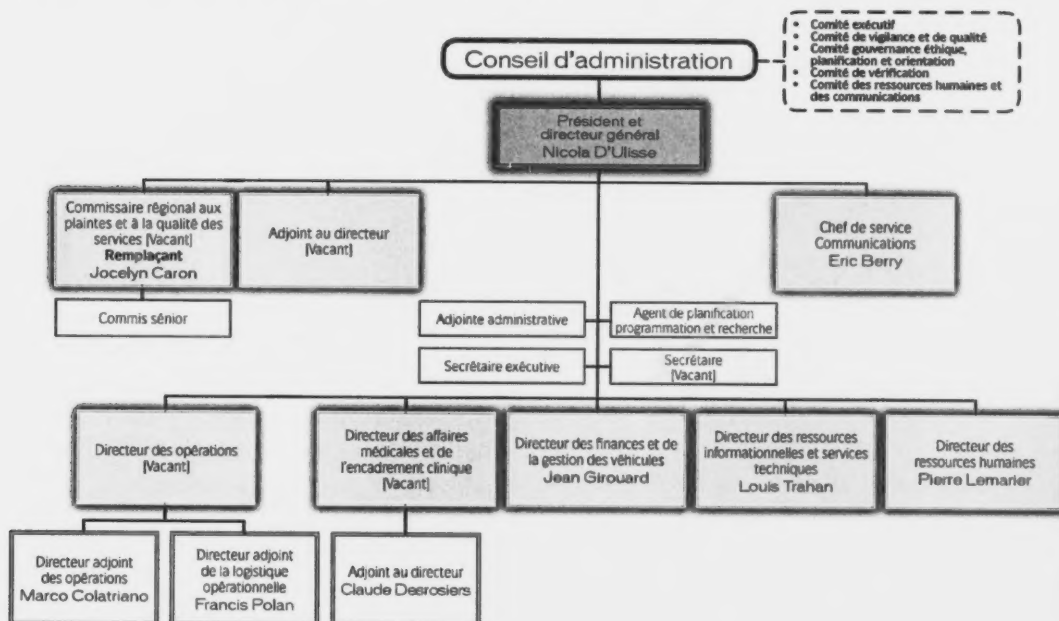 • Comité exécutif
• Comité de vigilance et de qualité
• Comité gouvernance éthique,
planification et orientation
• Comité de vérification
• Comité des ressources humaines et
des communications
Conseil d'administration
Président et
directeur général
Nicola D'Ulisse
Commissaire régional aux
plaintes et à la qualité des
services [Vacant]
Remplaçant
Jocelyn Caron
Adjoint au directeur
[Vacant]
Chef de service
Communications
Eric Berry
Commis sénior
Adjointe administrative
Agent de planification
programmation et recherche
Secrétaire exécutive
Secrétaire
[Vacant]
Directeur des opérations
[Vacant]
Directeur des affaires
médicales et de
l'encadrement clinique
[Vacant]
Directeur des finances et de
la gestion des véhicules
Jean Girouard
Directeur des ressources
informationnelles et services
techniques
Louis Trahan
Directeur des
ressources humaines
Pierre Lemarier
Directeur adjoint
des opérations
Marco Colatriano
Directeur adjoint
de la logistique
opérationnelle
Francis Polan
Adjoint au directeur
Claude Desrosiers